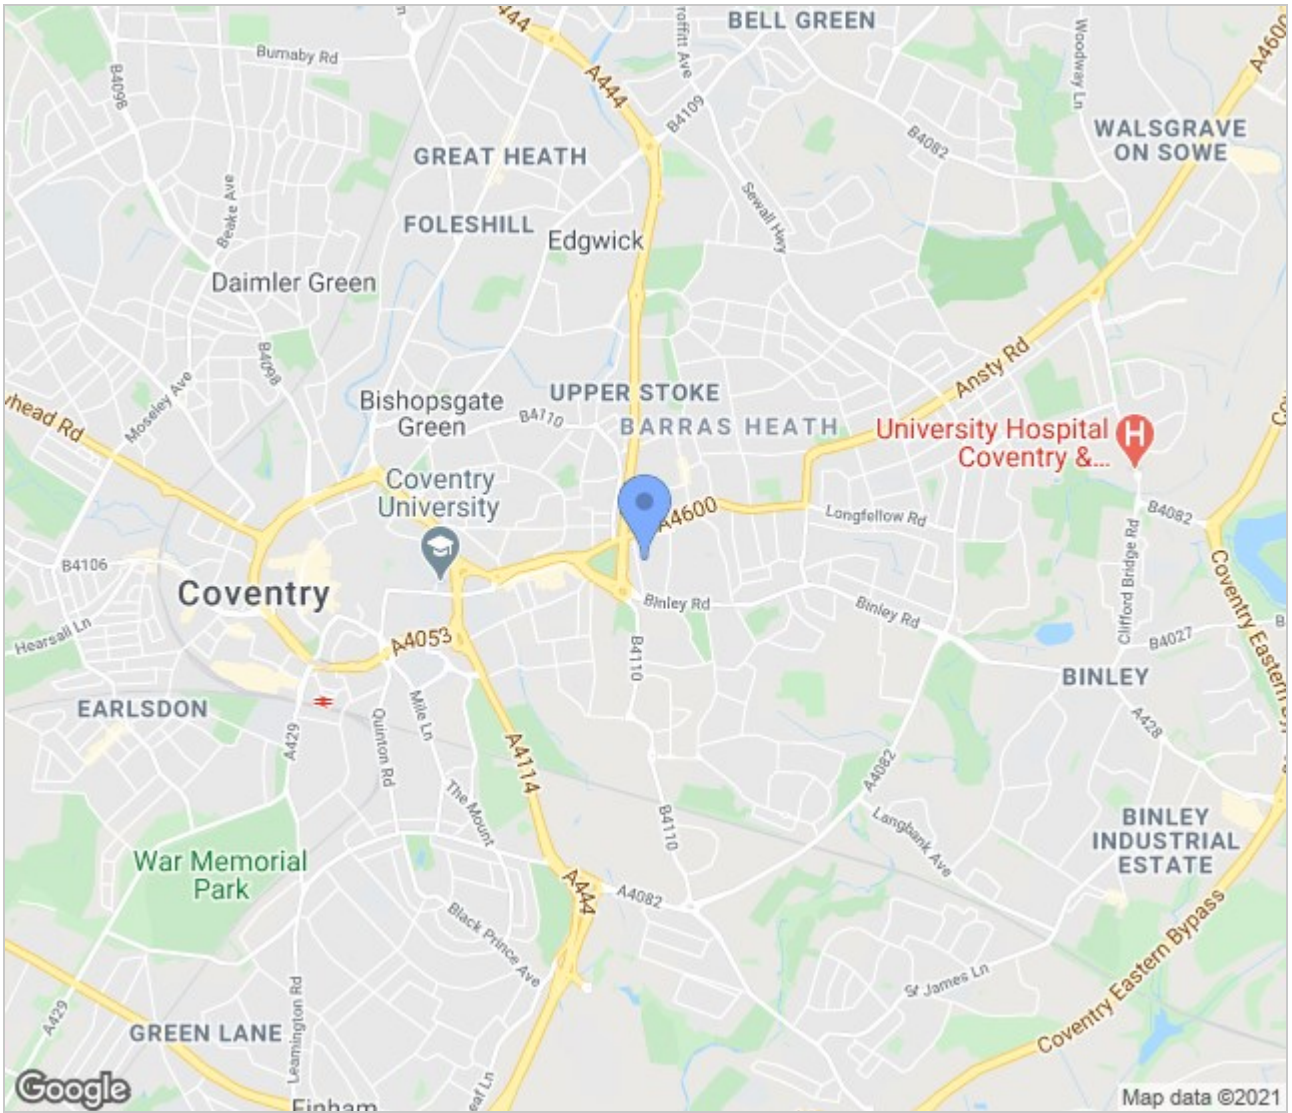 A444
BELL GREEN
A4600
Burnaby Rd
B4098
A444
Woodway Ln
B4109
B4082
WALSGRAVE
ON SOWE
GREAT HEATH
Beake Ave
Sewall Hwy
FOLESHILL
Edgwick
Daimler Green
B4098
Ansty Rd
Moseley Ave
UPPER STOKE
Bishopsgate
Green
B4110
BARRAS HEATH
University Hospital
Coventry &...
H
Coventry
University
A4600
Longfellow Rd
B4082
B4106
Coventry
Binley Rd
Binley Rd
Clifford Bridge Rd
Hearsall Ln
A4053
B4110
B4027
BINLEY
EARLSDON
Mile Ln
Quinton Rd
A429
A428
A4114
A4082
The Mount
B4110
Langbank Ave
BINLEY
INDUSTRIAL
ESTATE
War Memorial
Park
A444
A4082
Black Prince Ave
St James Ln
Coventry Eastern Bypass
A429
GREEN LANE
Leamington Rd
Google
Finham
Map data ©2021